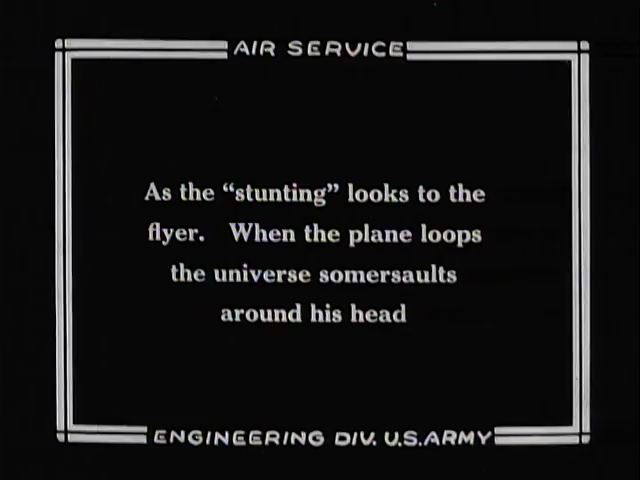 AIR SERVICE
As the “stunting” looks to the
flyer. When the plane loops
the universe somersaults
around his head
ENGINEERING DIV. U.S.ARMY